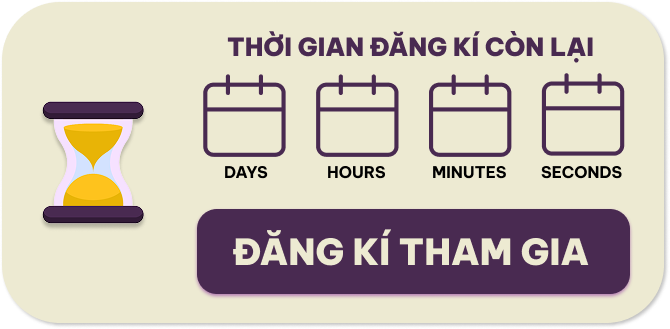 THỜI GIAN ĐĂNG KÍ CÒN LẠI
DAYS HOURS MINUTES SECONDS
ĐĂNG KÍ THAM GIA